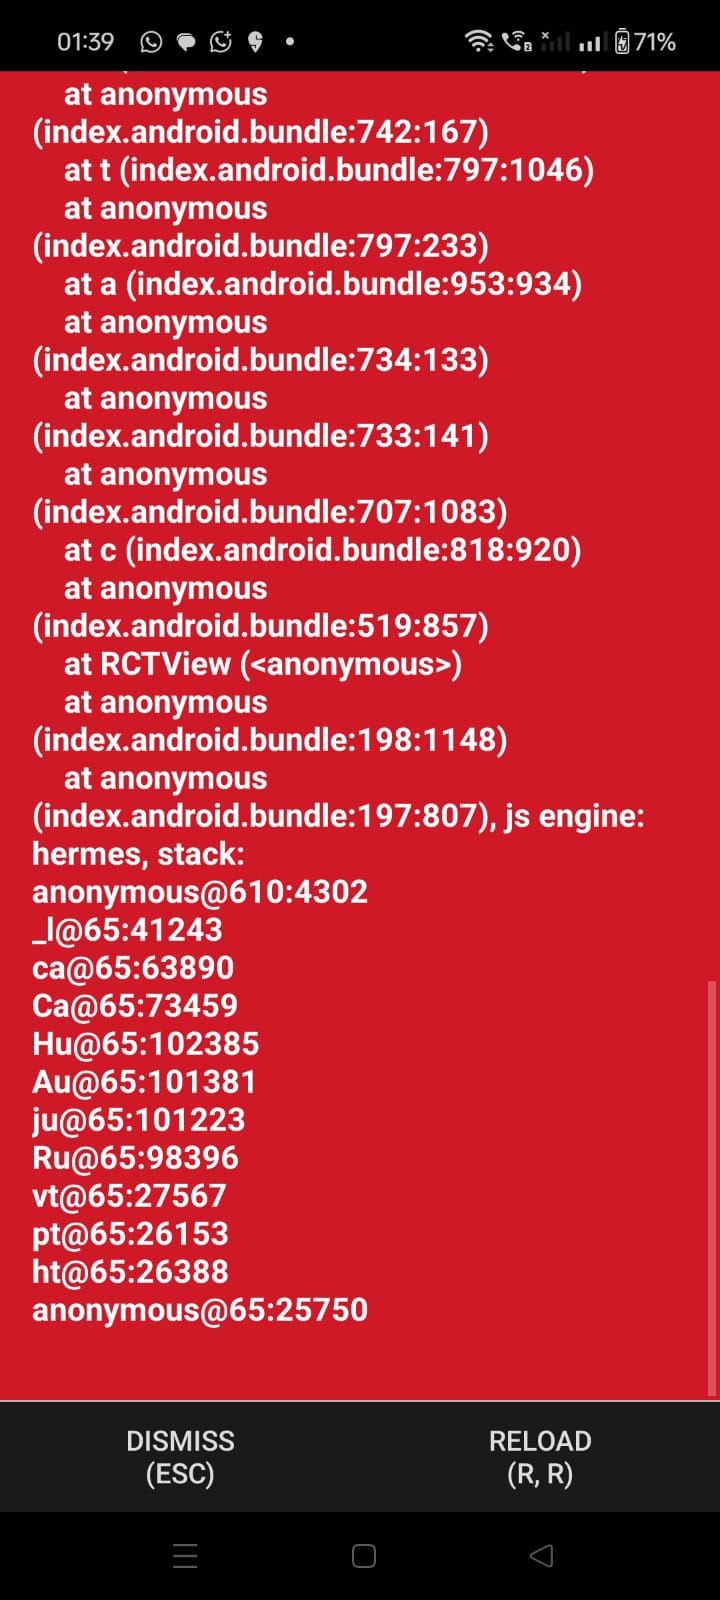 01:39
71%
at anonymous
(index.android.bundle:742:167)
at t (index.android.bundle:797:1046)
at anonymous
(index.android.bundle:797:233)
at a (index.android.bundle:953:934)
at anonymous
(index.android.bundle:734:133)
at anonymous
(index.android.bundle:733:141)
at anonymous
(index.android.bundle:707:1083)
at c (index.android.bundle:818:920)
at anonymous
(index.android.bundle:519:857)
at RCTView (<anonymous>)
at anonymous
(index.android.bundle:198:1148)
at anonymous
(index.android.bundle:197:807), js engine:
hermes, stack:
anonymous@610:4302
_l@65:41243
ca@65:63890
Ca@65:73459
Hu@65:102385
Au@65:101381
ju@65:101223
Ru@65:98396
vt@65:27567
pt@65:26153
ht@65:26388
anonymous@65:25750
DISMISS
(ESC)
RELOAD
(R, R)